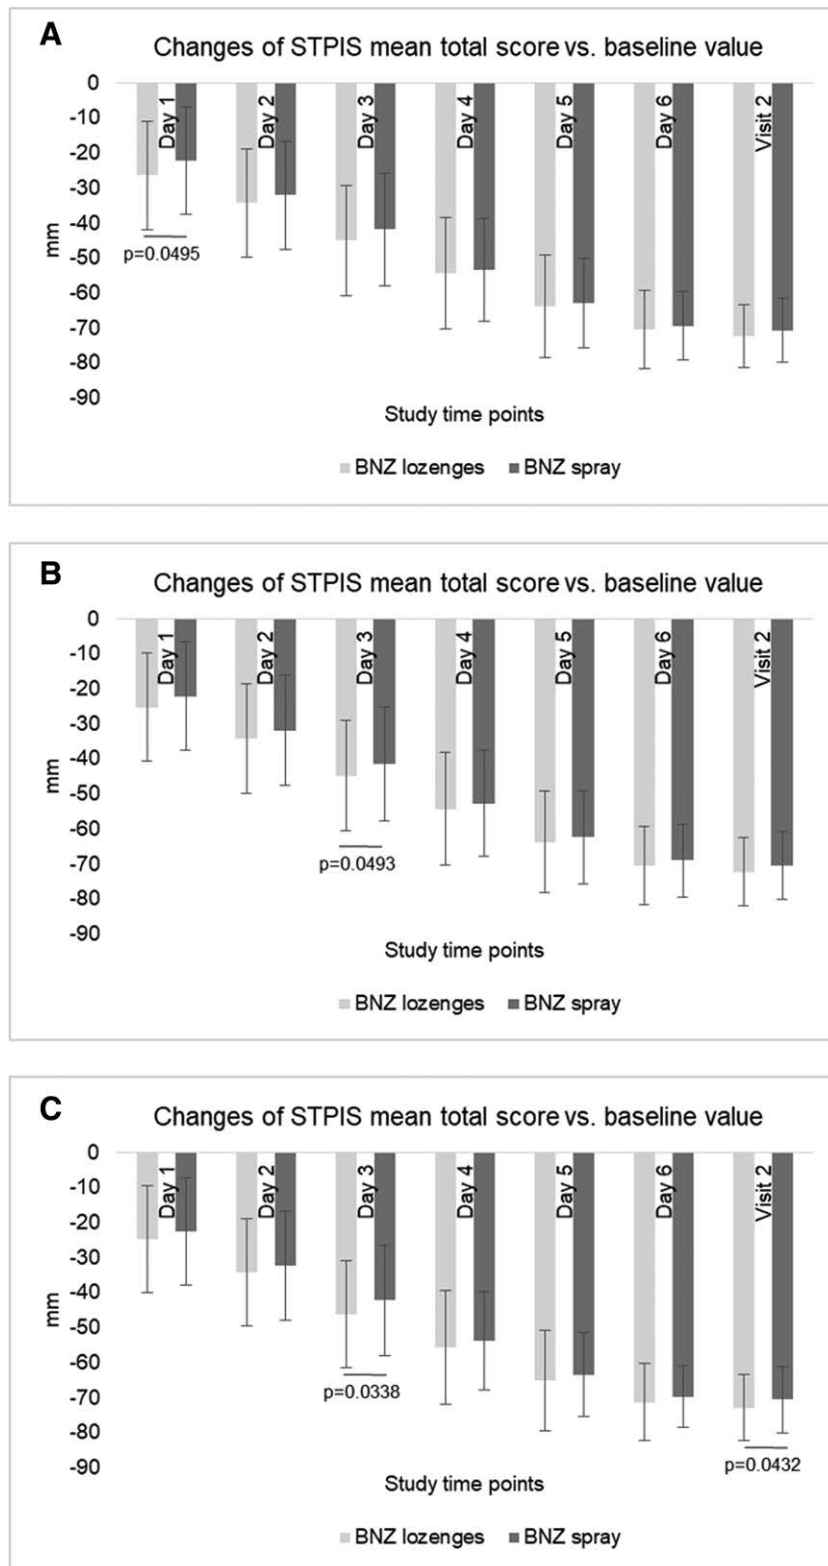 A
Changes of STPIS mean total score vs. baseline value
0
-10
-20
-30
-40
-50
-60
-70
-80
-90
mm
Day 1
Day 2
Day 3
Day 4
Day 5
Day 6
Visit 2
p=0.0495
Study time points
BNZ lozenges BNZ spray
B
Changes of STPIS mean total score vs. baseline value
0
-10
-20
-30
-40
-50
-60
-70
-80
-90
mm
Day 1
Day 2
Day 3
Day 4
Day 5
Day 6
Visit 2
p=0.0493
Study time points
BNZ lozenges BNZ spray
C
Changes of STPIS mean total score vs. baseline value
0
-10
-20
-30
-40
-50
-60
-70
-80
-90
mm
Day 1
Day 2
Day 3
Day 4
Day 5
Day 6
Visit 2
p=0.0338
p=0.0432
Study time points
BNZ lozenges BNZ spray